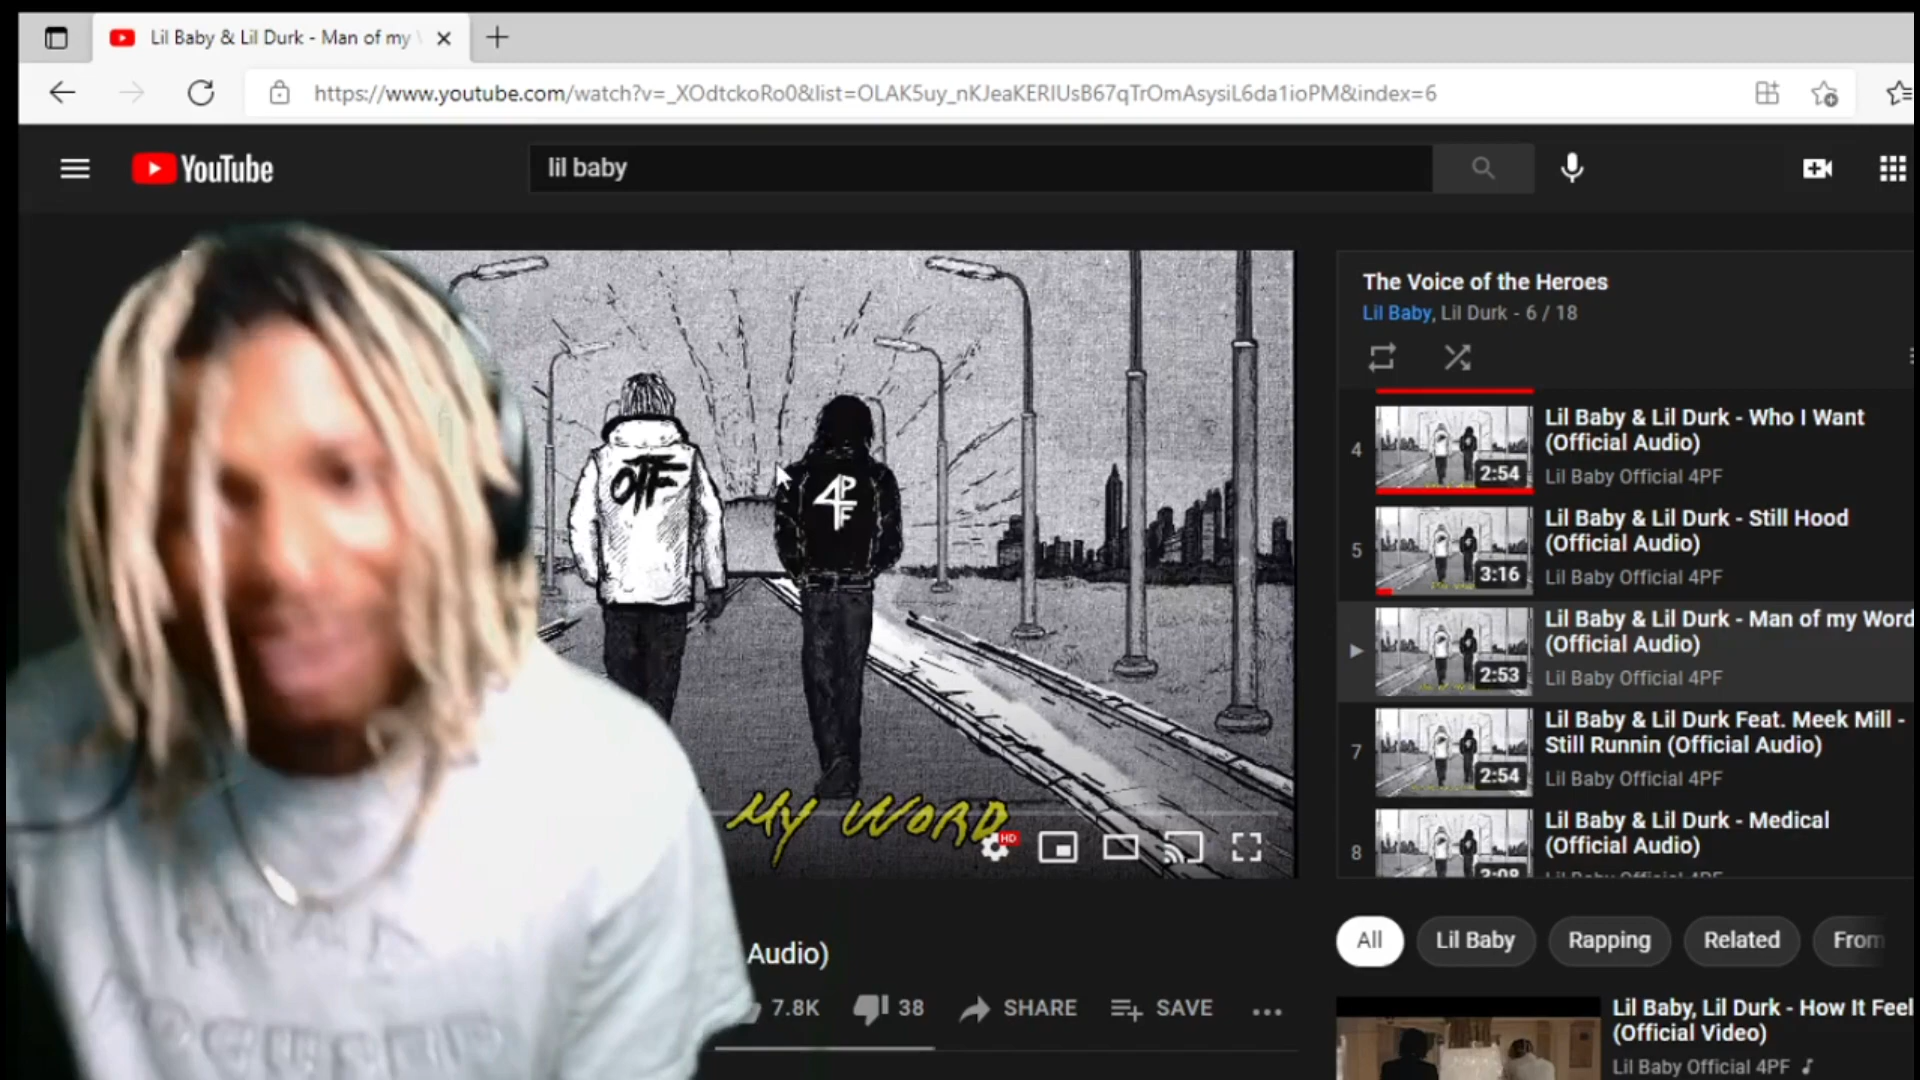 Lil Baby & Lil Durk - Man of my
https://www.youtube.com/watch?v=_XOdtckoRo0&list=OLAK5uy_nKJeaKERIUsB67qTrOmAsysiL6da1ioPM&index=6
YouTube
lil baby
OTF
4PF
MY WORD
HD
The Voice of the Heroes
Lil Baby, Lil Durk - 6 / 18
4
2:54
Lil Baby & Lil Durk - Who I Want
(Official Audio)
Lil Baby Official 4PF
5
3:16
Lil Baby & Lil Durk - Still Hood
(Official Audio)
Lil Baby Official 4PF
2:53
Lil Baby & Lil Durk - Man of my Word
(Official Audio)
Lil Baby Official 4PF
7
2:54
Lil Baby & Lil Durk Feat. Meek Mill -
Still Runnin (Official Audio)
Lil Baby Official 4PF
8
Lil Baby & Lil Durk - Medical
(Official Audio)
Audio)
7.8K 38 SHARE SAVE
All Lil Baby Rapping Related From
Lil Baby, Lil Durk - How It Feel
(Official Video)
Lil Baby Official 4PF